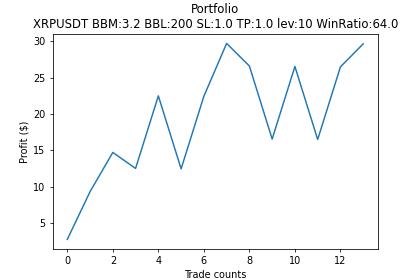 Portfolio
XRPUSDT BBM:3.2 BBL:200 SL:1.0 TP:1.0 lev:10 WinRatio:64.0
30
25
20
15
10
5
Profit ($)
0 2 4 6 8 10 12
Trade counts